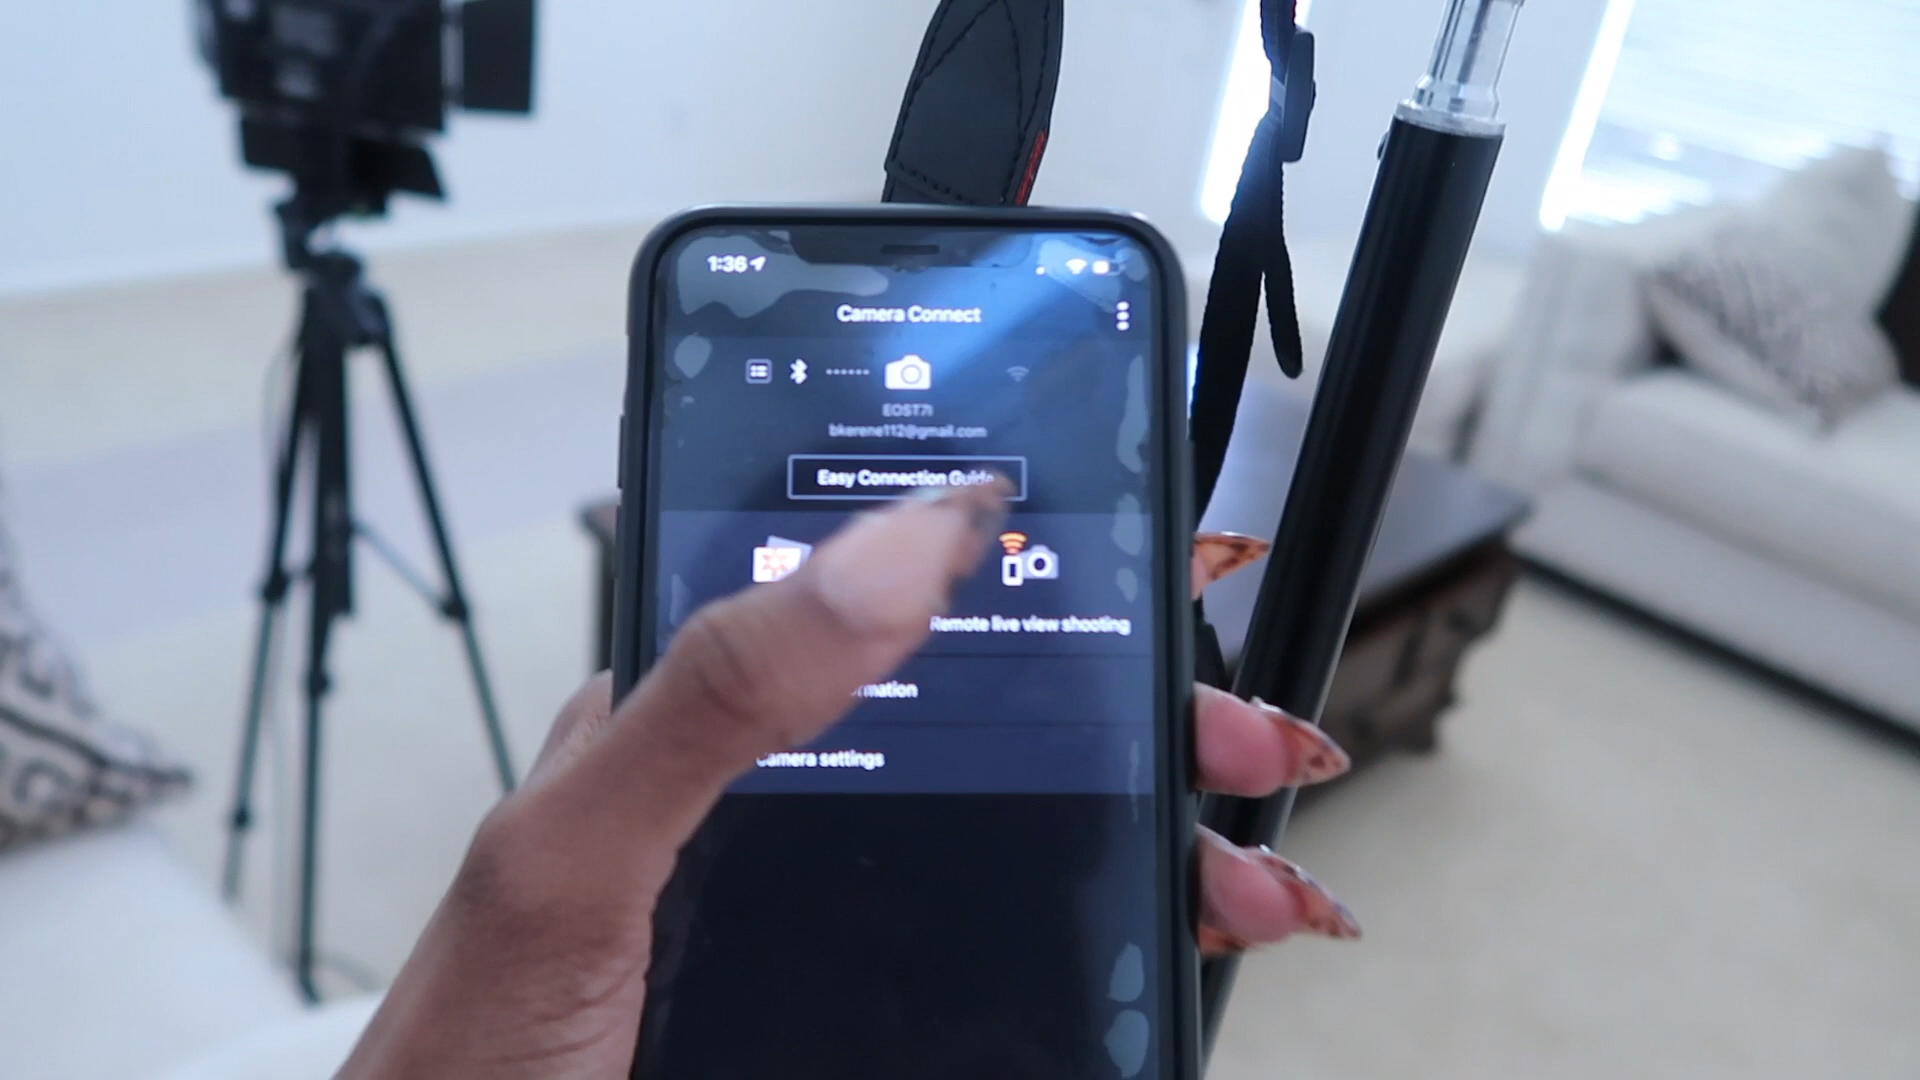 1:36
Camera Connect
EOST7i
bkerene112@gmail.com
Easy Connection Guide
Remote live view shooting
Camera settings